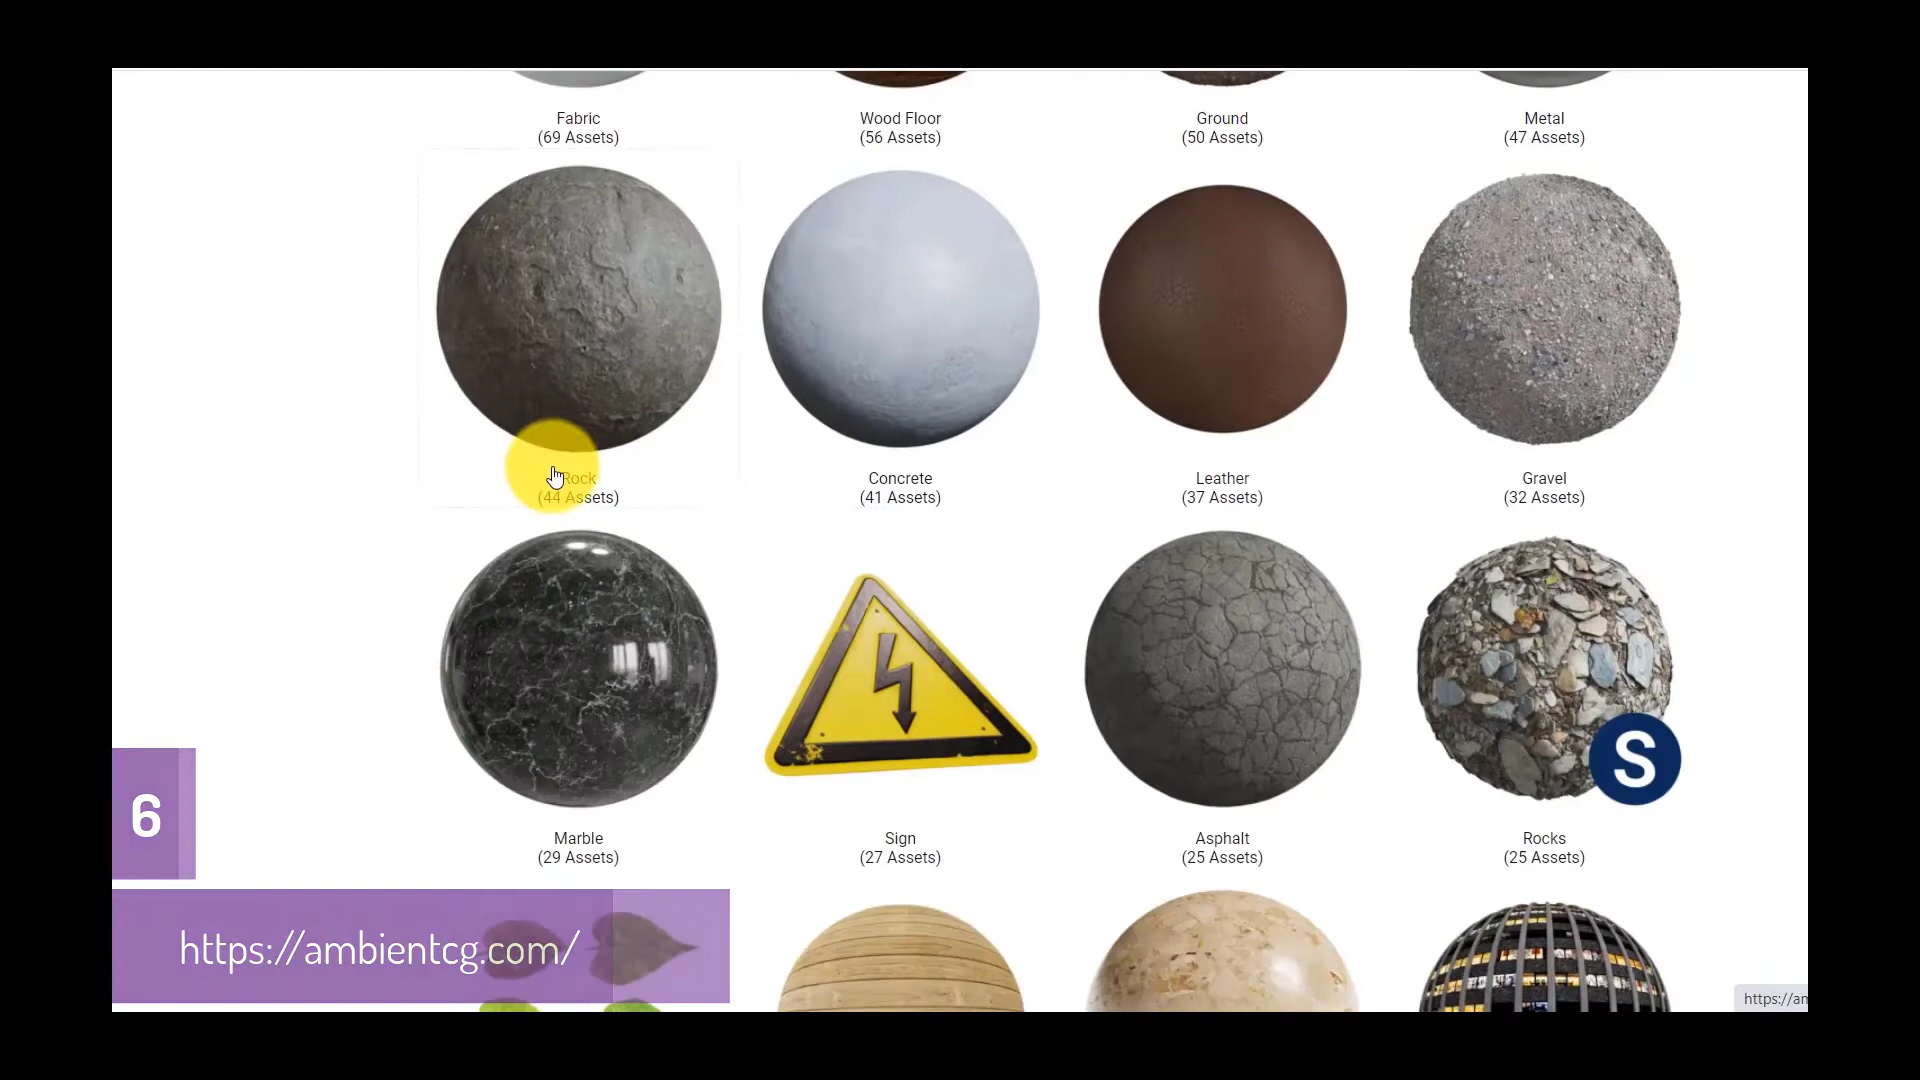 Fabric
(69 Assets)
Wood Floor
(56 Assets)
Ground
(50 Assets)
Metal
(47 Assets)
Rock
(44 Assets)
Concrete
(41 Assets)
Leather
(37 Assets)
Gravel
(32 Assets)
S
Marble
(29 Assets)
Sign
(27 Assets)
Asphalt
(25 Assets)
Rocks
(25 Assets)
6
https://ambientcg.com/
https://am